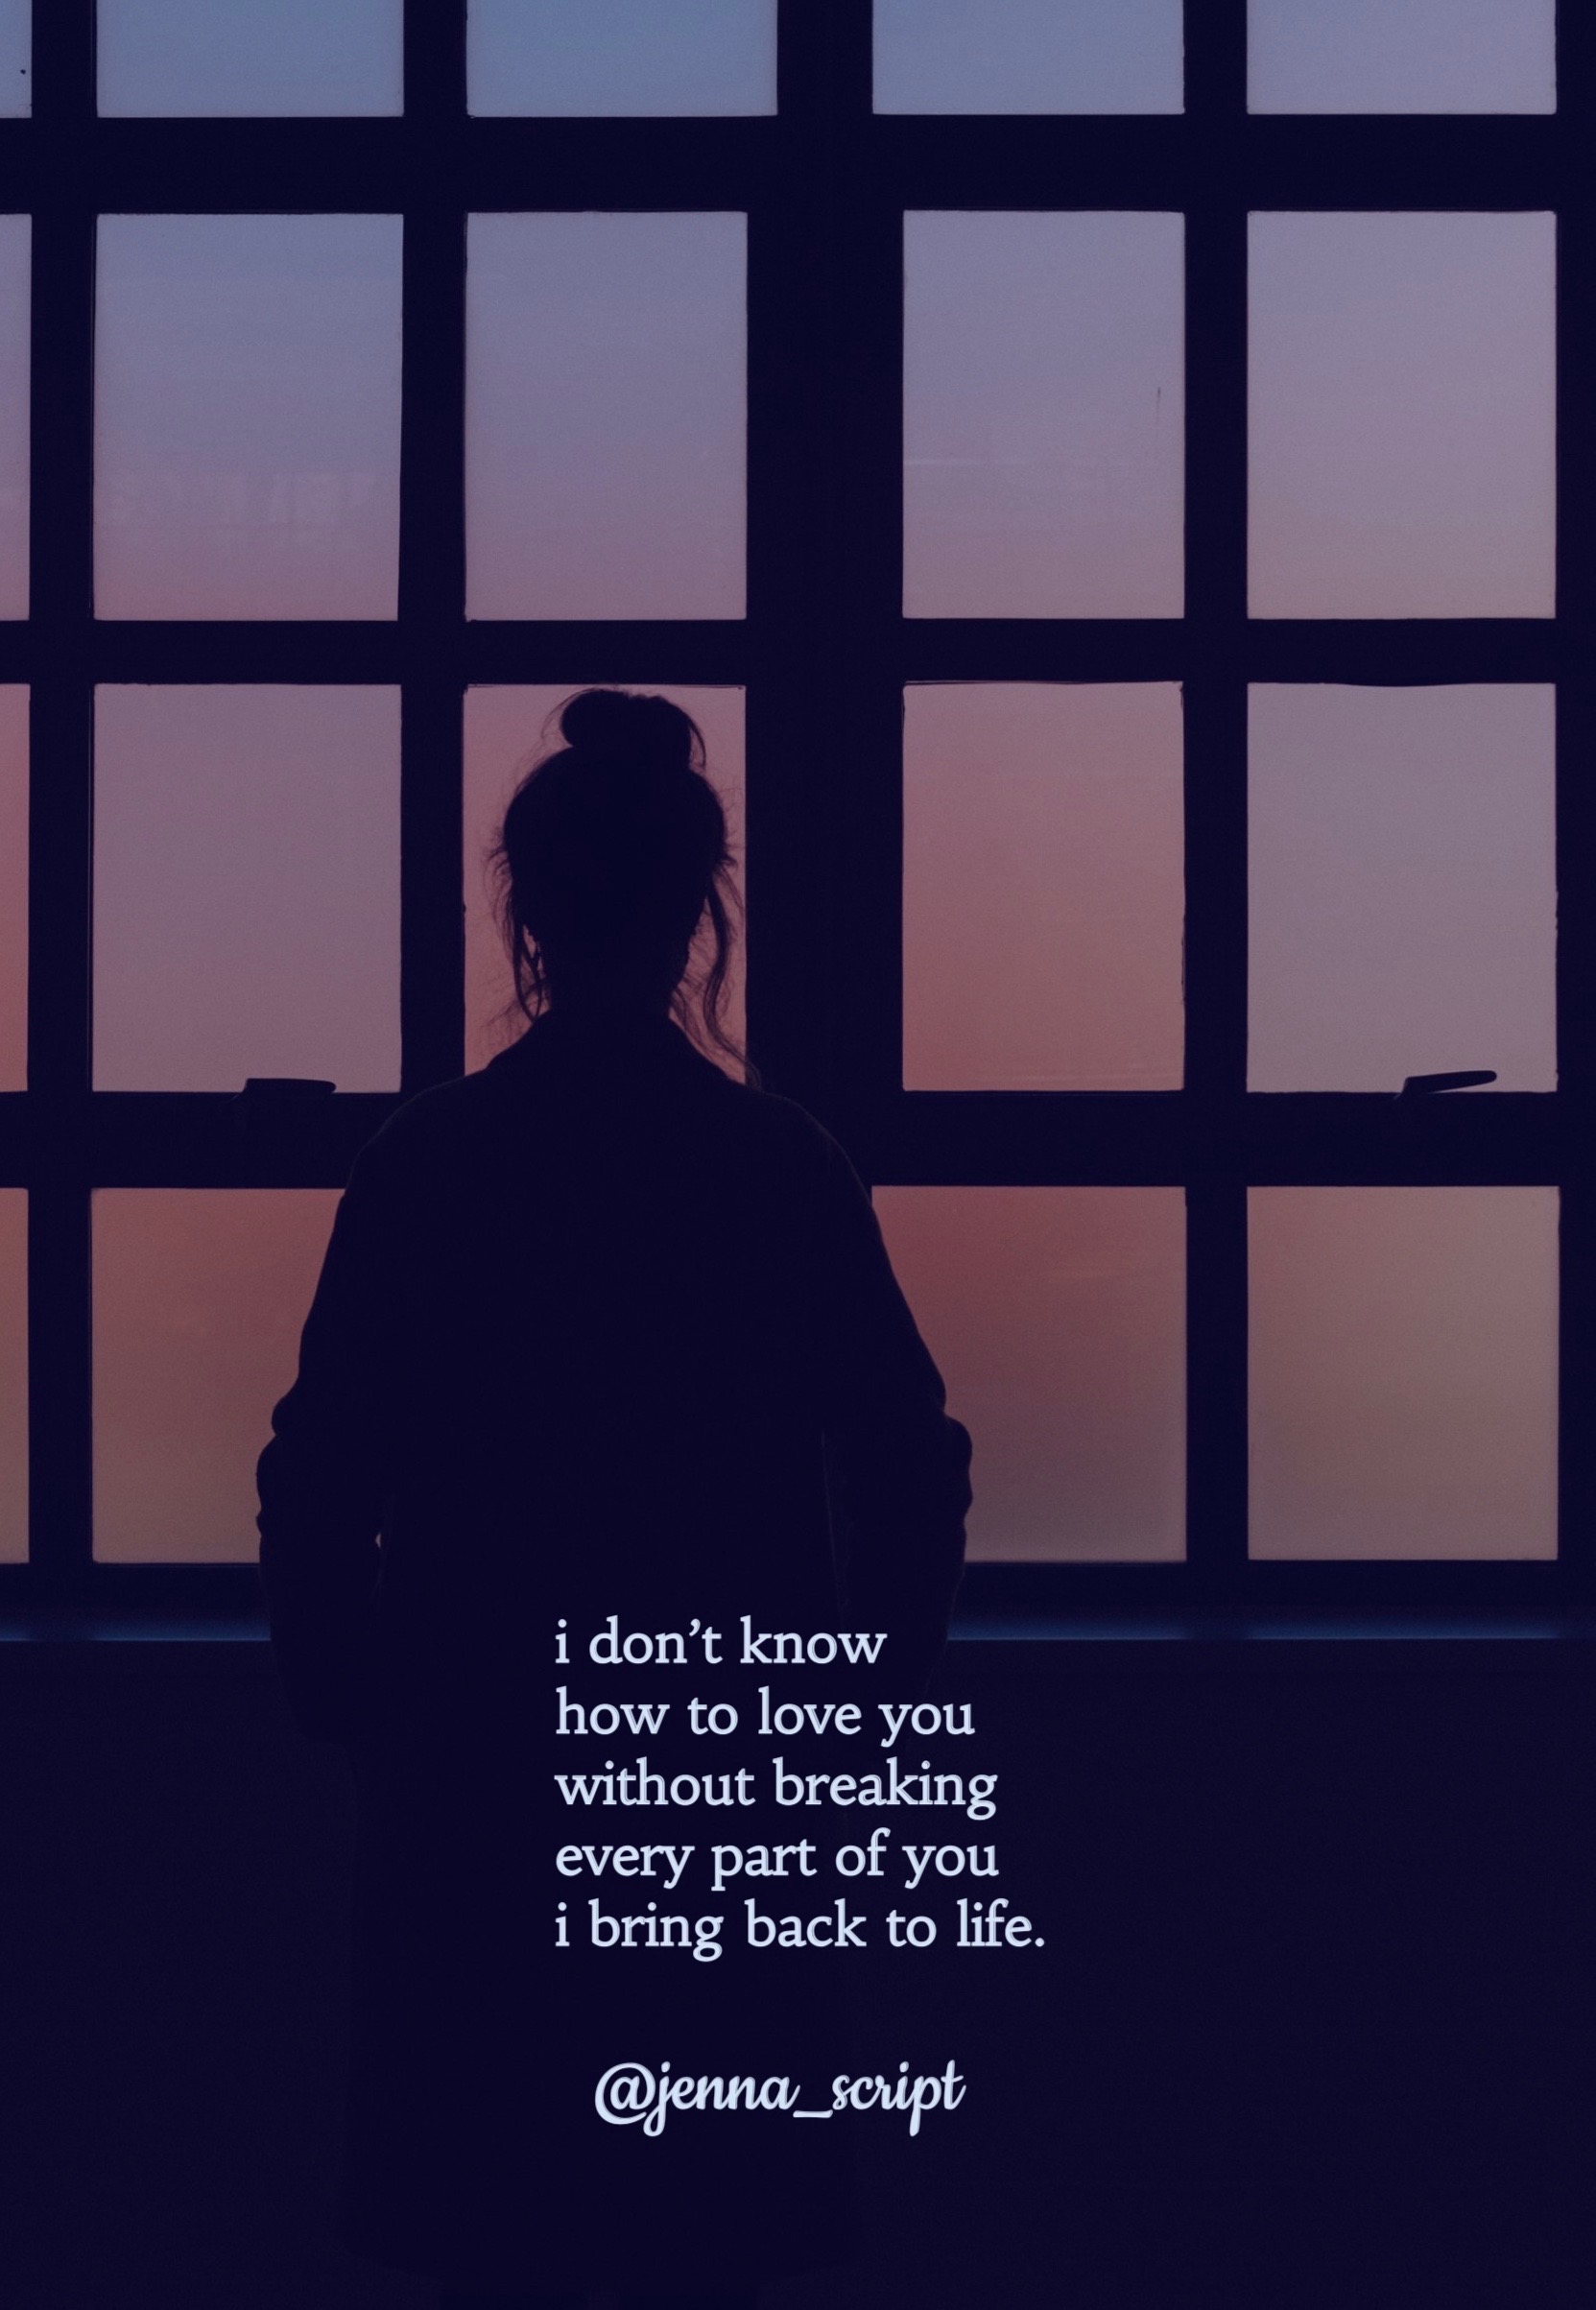 i don’t know
how to love you
without breaking
every part of you
i bring back to life.
@jenna_script